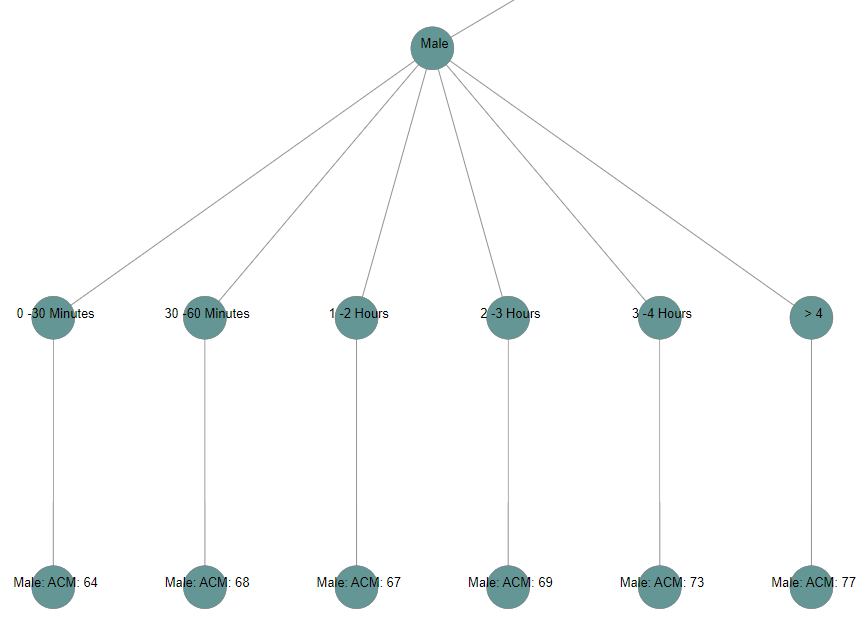 Male
0 -30 Minutes
30 -60 Minutes
1 -2 Hours
2 -3 Hours
3 -4 Hours
> 4
Male: ACM: 64
Male: ACM: 68
Male: ACM: 67
Male: ACM: 69
Male: ACM: 73
Male: ACM: 77